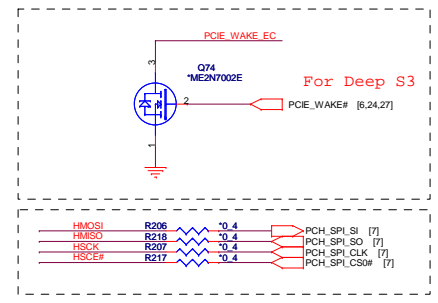 PCIE_WAKE_EC
3
Q74
*ME2N7002E
For Deep S3
2
PCIE_WAKE# [6,24,27]
1
HMOSI R206 *0_4 PCH_SPI_SI [7]
HMISO R218 *0_4 PCH_SPI_SO [7]
HSCK R207 *0_4 PCH_SPI_CLK [7]
HSCE# R217 *0_4 PCH_SPI_CS0# [7]